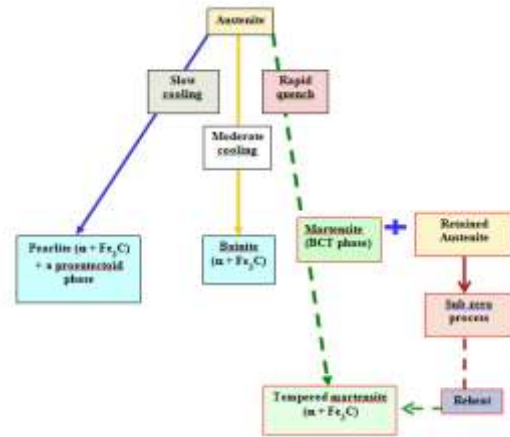 Austenite
Slow
cooling
Rapid
quench
Moderate
cooling
Pearlite (α + Fe₃C)
+ a proeutectoid
phase
Bainite
(α + Fe₃C)
Martensite
(BCT phase)
+
Retained
Austenite
Sub zero
process
Reheat
Tempered martensite
(α + Fe₃C)